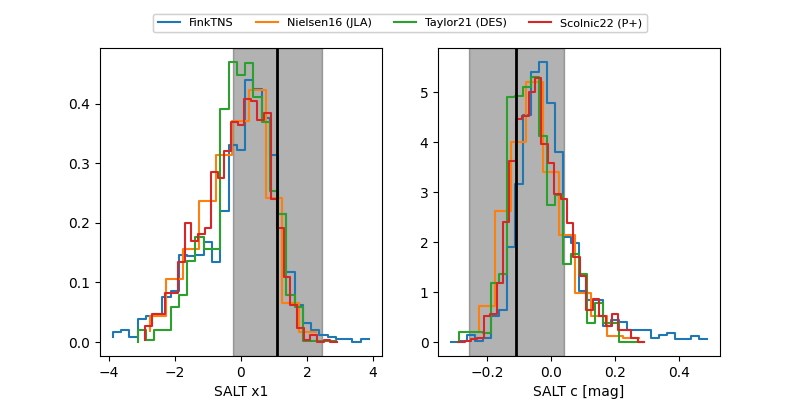 FinkTNS Nielsen16 (JLA) Taylor21 (DES) Scolnic22 (P+)
0.4
0.3
0.2
0.1
0.0
−4 −2 0 2 4
SALT x1
5
4
3
2
1
0
−0.2 0.0 0.2 0.4
SALT c [mag]